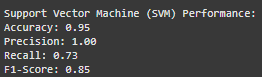 Support Vector Machine (SVM) Performance:
Accuracy: 0.95
Precision: 1.00
Recall: 0.73
F1-Score: 0.85